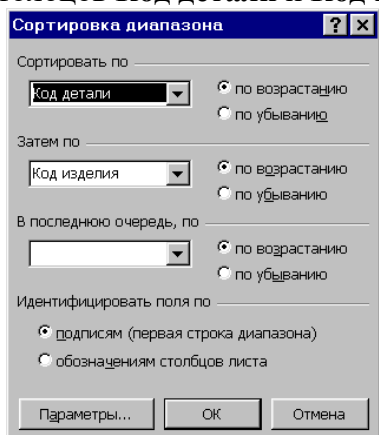 Сортировка диапазона
Сортировать по
Код детали
по возрастанию
по убыванию
Затем по
Код изделия
по возрастанию
по убыванию
В последнюю очередь, по
по возрастанию
по убыванию
Идентифицировать поля по
подписям (первая строка диапазона)
обозначениям столбцов листа
Параметры...
ОК
Отмена